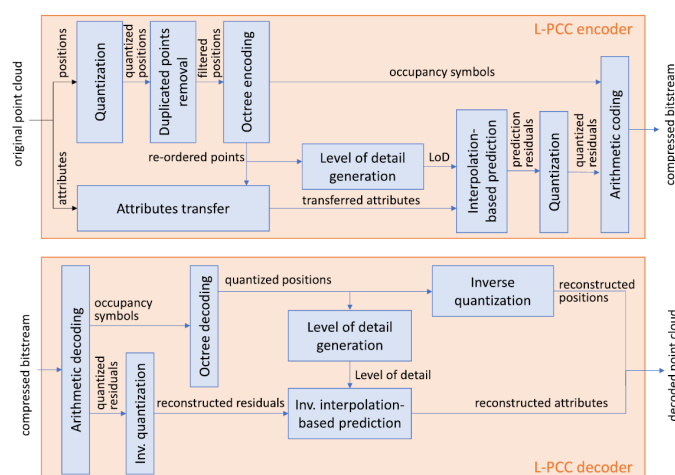 L-PCC encoder
original point cloud
positions
attributes
Quantization
quantized
positions
Duplicated points
removal
filtered
positions
Octree encoding
occupancy symbols
re-ordered points
Level of detail
generation
LoD
Attributes transfer
transferred attributes
Interpolation-
based prediction
prediction
residuals
Quantization
quantized
residuals
Arithmetic coding
compressed bitstream
compressed bitstream
Arithmetic decoding
occupancy
symbols
quantized
residuals
Inv. quantization
Octree decoding
quantized positions
Inverse
quantization
reconstructed
positions
Level of detail
generation
Level of detail
reconstructed residuals
Inv. interpolation-
based prediction
reconstructed attributes
decoded point cloud
L-PCC decoder